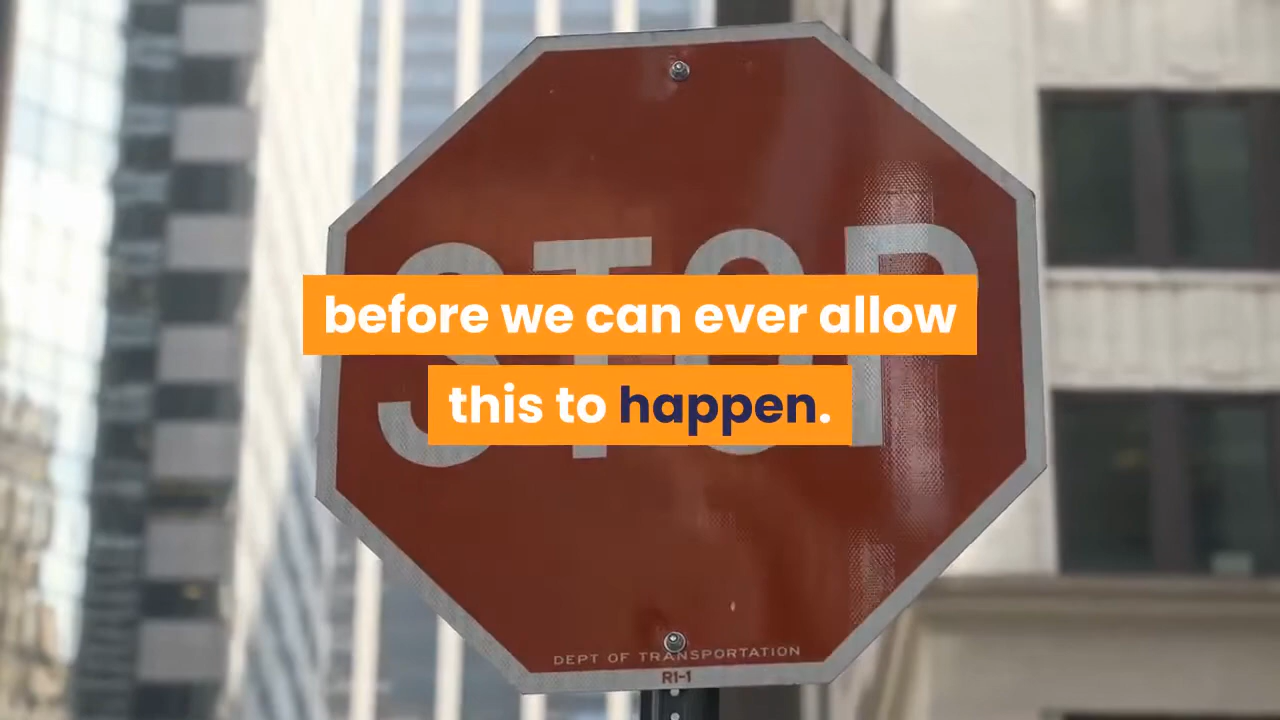 STOP
before we can ever allow
this to happen.
DEPT OF TRANSPORTATION
R1-1